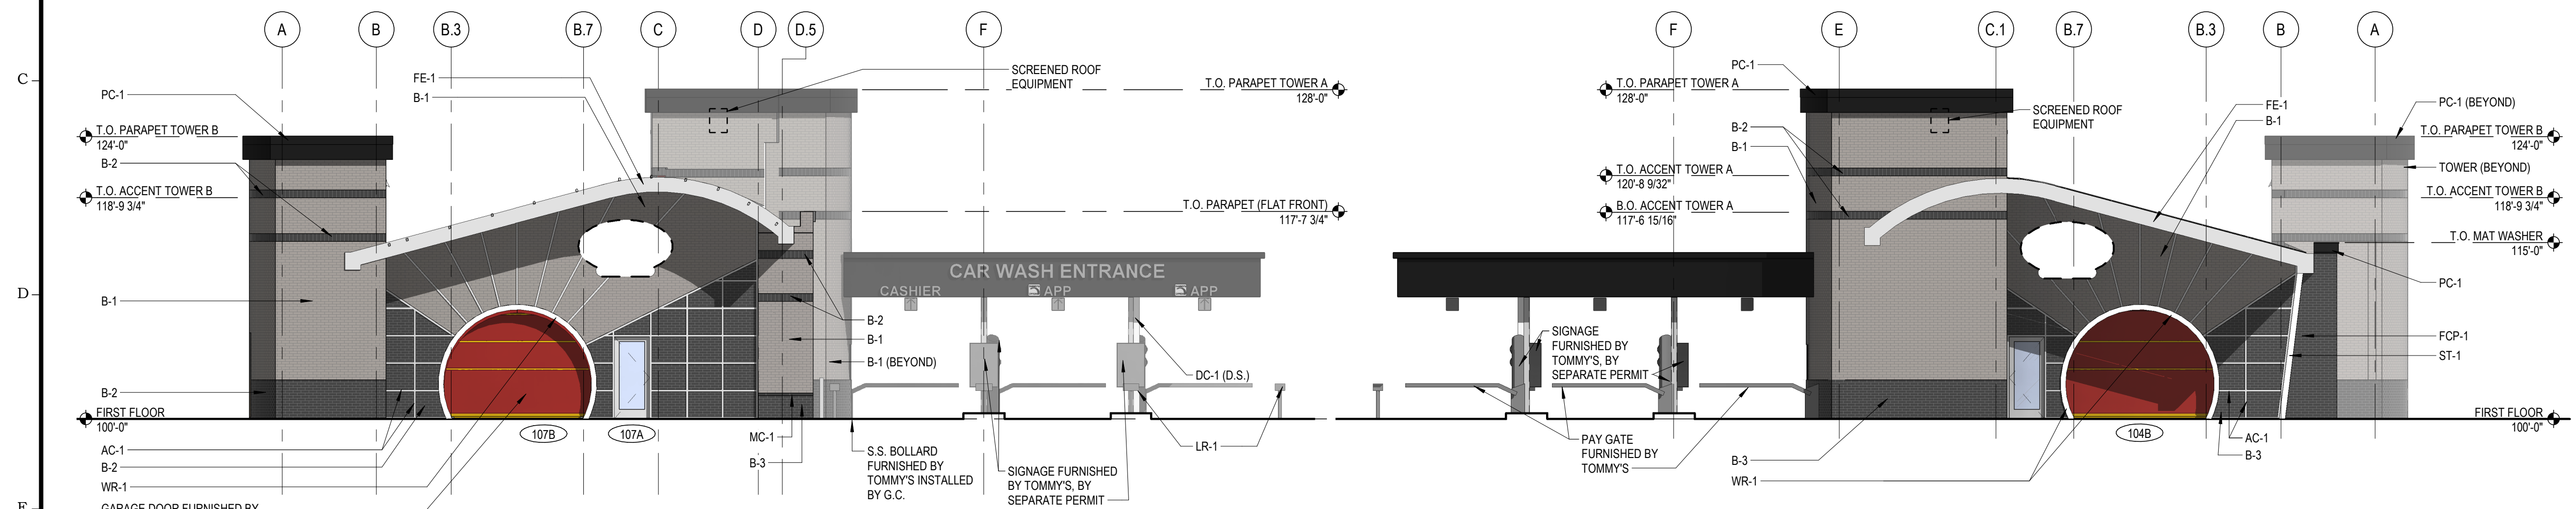 A B B.3 B.7 C D D.5 F
F E C.1 B.7 B.3 B A
C
D
PC-1
T.O. PARAPET TOWER B
124'-0"
B-2
T.O. ACCENT TOWER B
118'-9 3/4"
B-1
B-2
FIRST FLOOR
100'-0"
AC-1
B-2
WR-1
GARAGE DOOR FURNISHED BY
FE-1
B-1
107B
107A
SCREENED ROOF
EQUIPMENT
T.O. PARAPET TOWER A
128'-0"
T.O. PARAPET (FLAT FRONT)
117'-7 3/4"
CAR WASH ENTRANCE
CASHIER APP APP
B-2
B-1
B-1 (BEYOND)
DC-1 (D.S.)
MC-1
B-3
S.S. BOLLARD
FURNISHED BY
TOMMY'S INSTALLED
BY G.C.
SIGNAGE FURNISHED
BY TOMMY'S, BY
SEPARATE PERMIT
LR-1
PC-1
T.O. PARAPET TOWER A
128'-0"
B-2
B-1
T.O. ACCENT TOWER A
120'-8 9/32"
B.O. ACCENT TOWER A
117'-6 15/16"
SIGNAGE
FURNISHED BY
TOMMY'S, BY
SEPARATE PERMIT
PAY GATE
FURNISHED BY
TOMMY'S
B-3
WR-1
SCREENED ROOF
EQUIPMENT
FE-1
B-1
104B
AC-1
B-3
PC-1 (BEYOND)
T.O. PARAPET TOWER B
124'-0"
TOWER (BEYOND)
T.O. ACCENT TOWER B
118'-9 3/4"
T.O. MAT WASHER
115'-0"
PC-1
FCP-1
ST-1
FIRST FLOOR
100'-0"